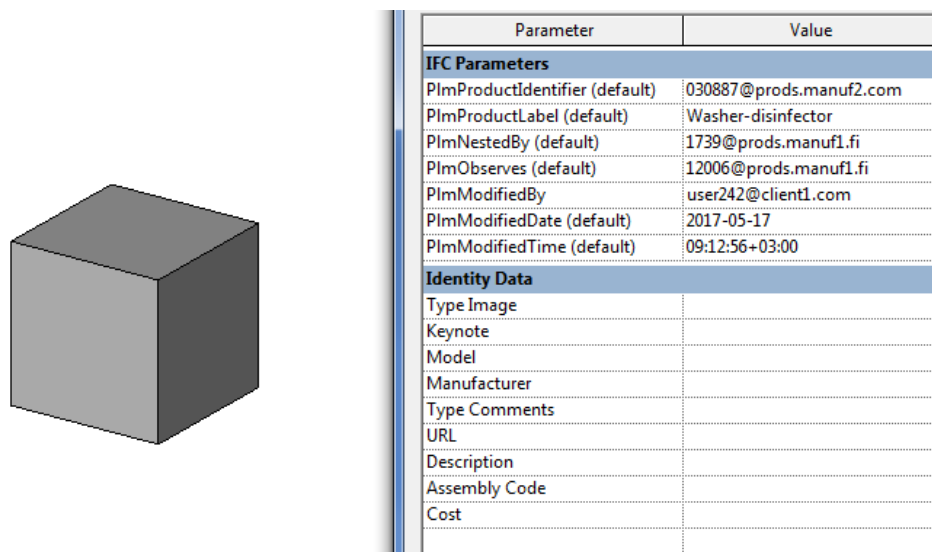 Parameter Value
IFC Parameters
PlmProductIdentifier (default) 030887@prods.manuf2.com
PlmProductLabel (default) Washer-disinfector
PlmNestedBy (default) 1739@prods.manuf1.fi
PlmObserves (default) 12006@prods.manuf1.fi
PlmModifiedBy user242@client1.com
PlmModifiedDate (default) 2017-05-17
PlmModifiedTime (default) 09:12:56+03:00
Identity Data
Type Image
Keynote
Model
Manufacturer
Type Comments
URL
Description
Assembly Code
Cost